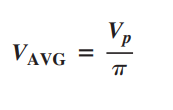 V_AVG = V_p / π